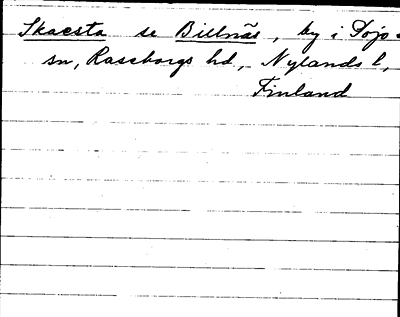 Skaesta se Billnäs, by i Pojo
sn, Raseborgs hd, Nylands l,
Finland